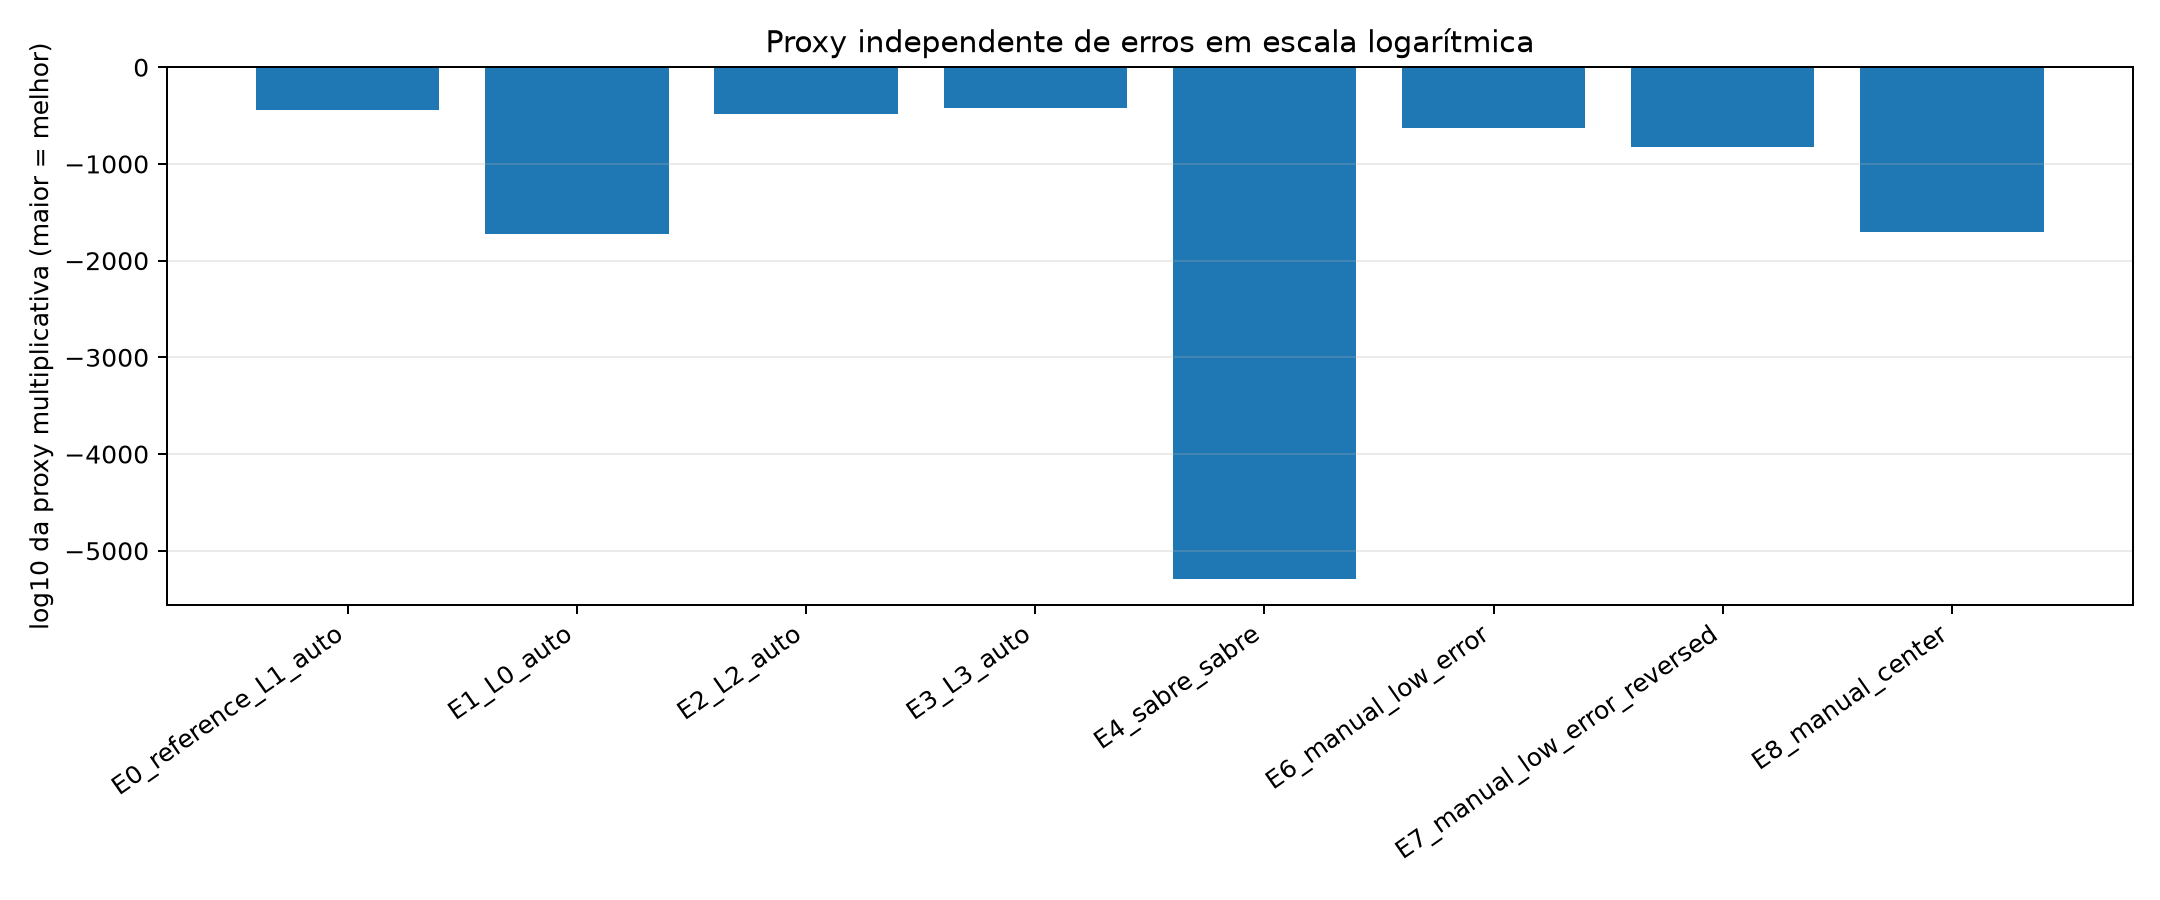 Proxy independente de erros em escala logarítmica
log10 da proxy multiplicativa (maior = melhor)
0
−1000
−2000
−3000
−4000
−5000
E0_reference_L1_auto
E1_L0_auto
E2_L2_auto
E3_L3_auto
E4_sabre_sabre
E6_manual_low_error
E7_manual_low_error_reversed
E8_manual_center